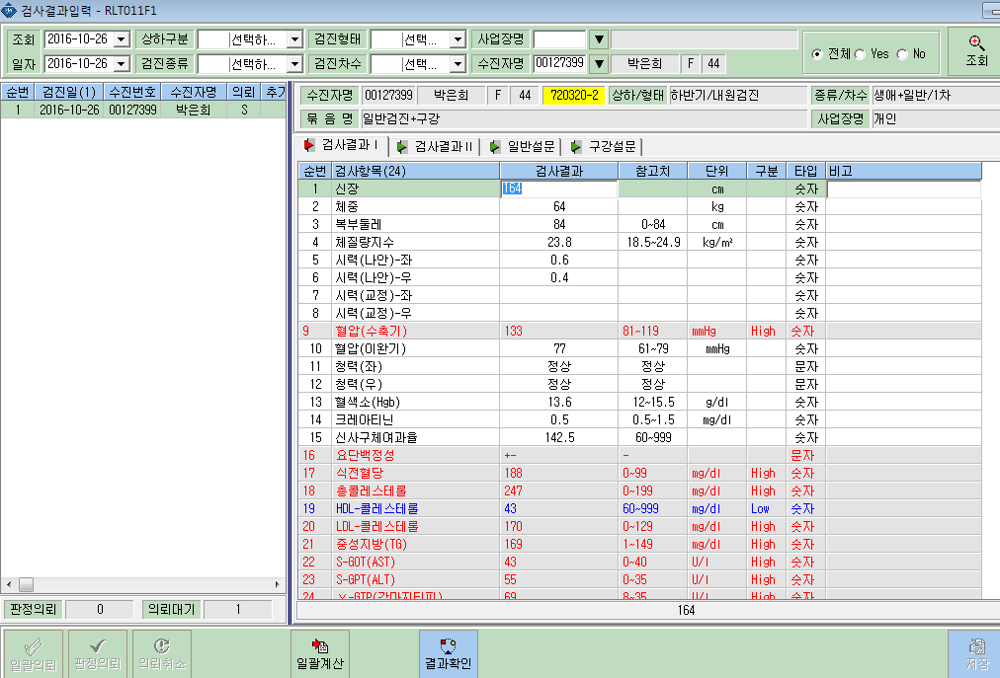 검사결과입력 - RLT011F1
조회 2016-10-26 상하구분 |선택하... 검진형태 |선택... 사업장명
일자 2016-10-26 검진종류 |선택하... 검진차수 |선택... 수진자명 00127399 박은희 F 44
전체 Yes No
조회
순번 검진일(1) 수진번호 수진자명 의뢰 추가
1 2016-10-26 00127399 박은희 S
수진자명 00127399 박은희 F 44 720320-2 상하/형태 하반기/내원검진 종류/차수 생애+일반/1차
묶 음 명 일반검진+구강 사업장명 개인
검사결과Ⅰ 검사결과Ⅱ 일반설문 구강설문
순번 검사항목(24) 검사결과 참고치 단위 구분 타입 비고
1 신장 164 cm 숫자
2 체중 64 kg 숫자
3 복부둘레 84 0~84 cm 숫자
4 체질량지수 23.8 18.5~24.9 kg/㎡ 숫자
5 시력(나안)-좌 0.6 숫자
6 시력(나안)-우 0.4 숫자
7 시력(교정)-좌 숫자
8 시력(교정)-우 숫자
9 혈압(수축기) 133 81~119 mmHg High 숫자
10 혈압(이완기) 77 61~79 mmHg 숫자
11 청력(좌) 정상 정상 문자
12 청력(우) 정상 정상 문자
13 혈색소(Hgb) 13.6 12~15.5 g/dl 숫자
14 크레아티닌 0.5 0.5~1.5 mg/dl 숫자
15 신사구체여과율 142.5 60~999 숫자
16 요단백정성 +- - 문자
17 식전혈당 188 0~99 mg/dl High 숫자
18 총콜레스테롤 247 0~199 mg/dl High 숫자
19 HDL-콜레스테롤 43 60~999 mg/dl Low 숫자
20 LDL-콜레스테롤 170 0~129 mg/dl High 숫자
21 중성지방(TG) 169 1~149 mg/dl High 숫자
22 S-GOT(AST) 43 0~40 U/l High 숫자
23 S-GPT(ALT) 55 0~35 U/l High 숫자
24 γ-GTP(감마지티피) 69 8~35 U/l High 숫자
판정의뢰 0 의뢰대기 1
164
일괄의뢰 판정의뢰 의뢰취소 일괄계산 결과확인 저장